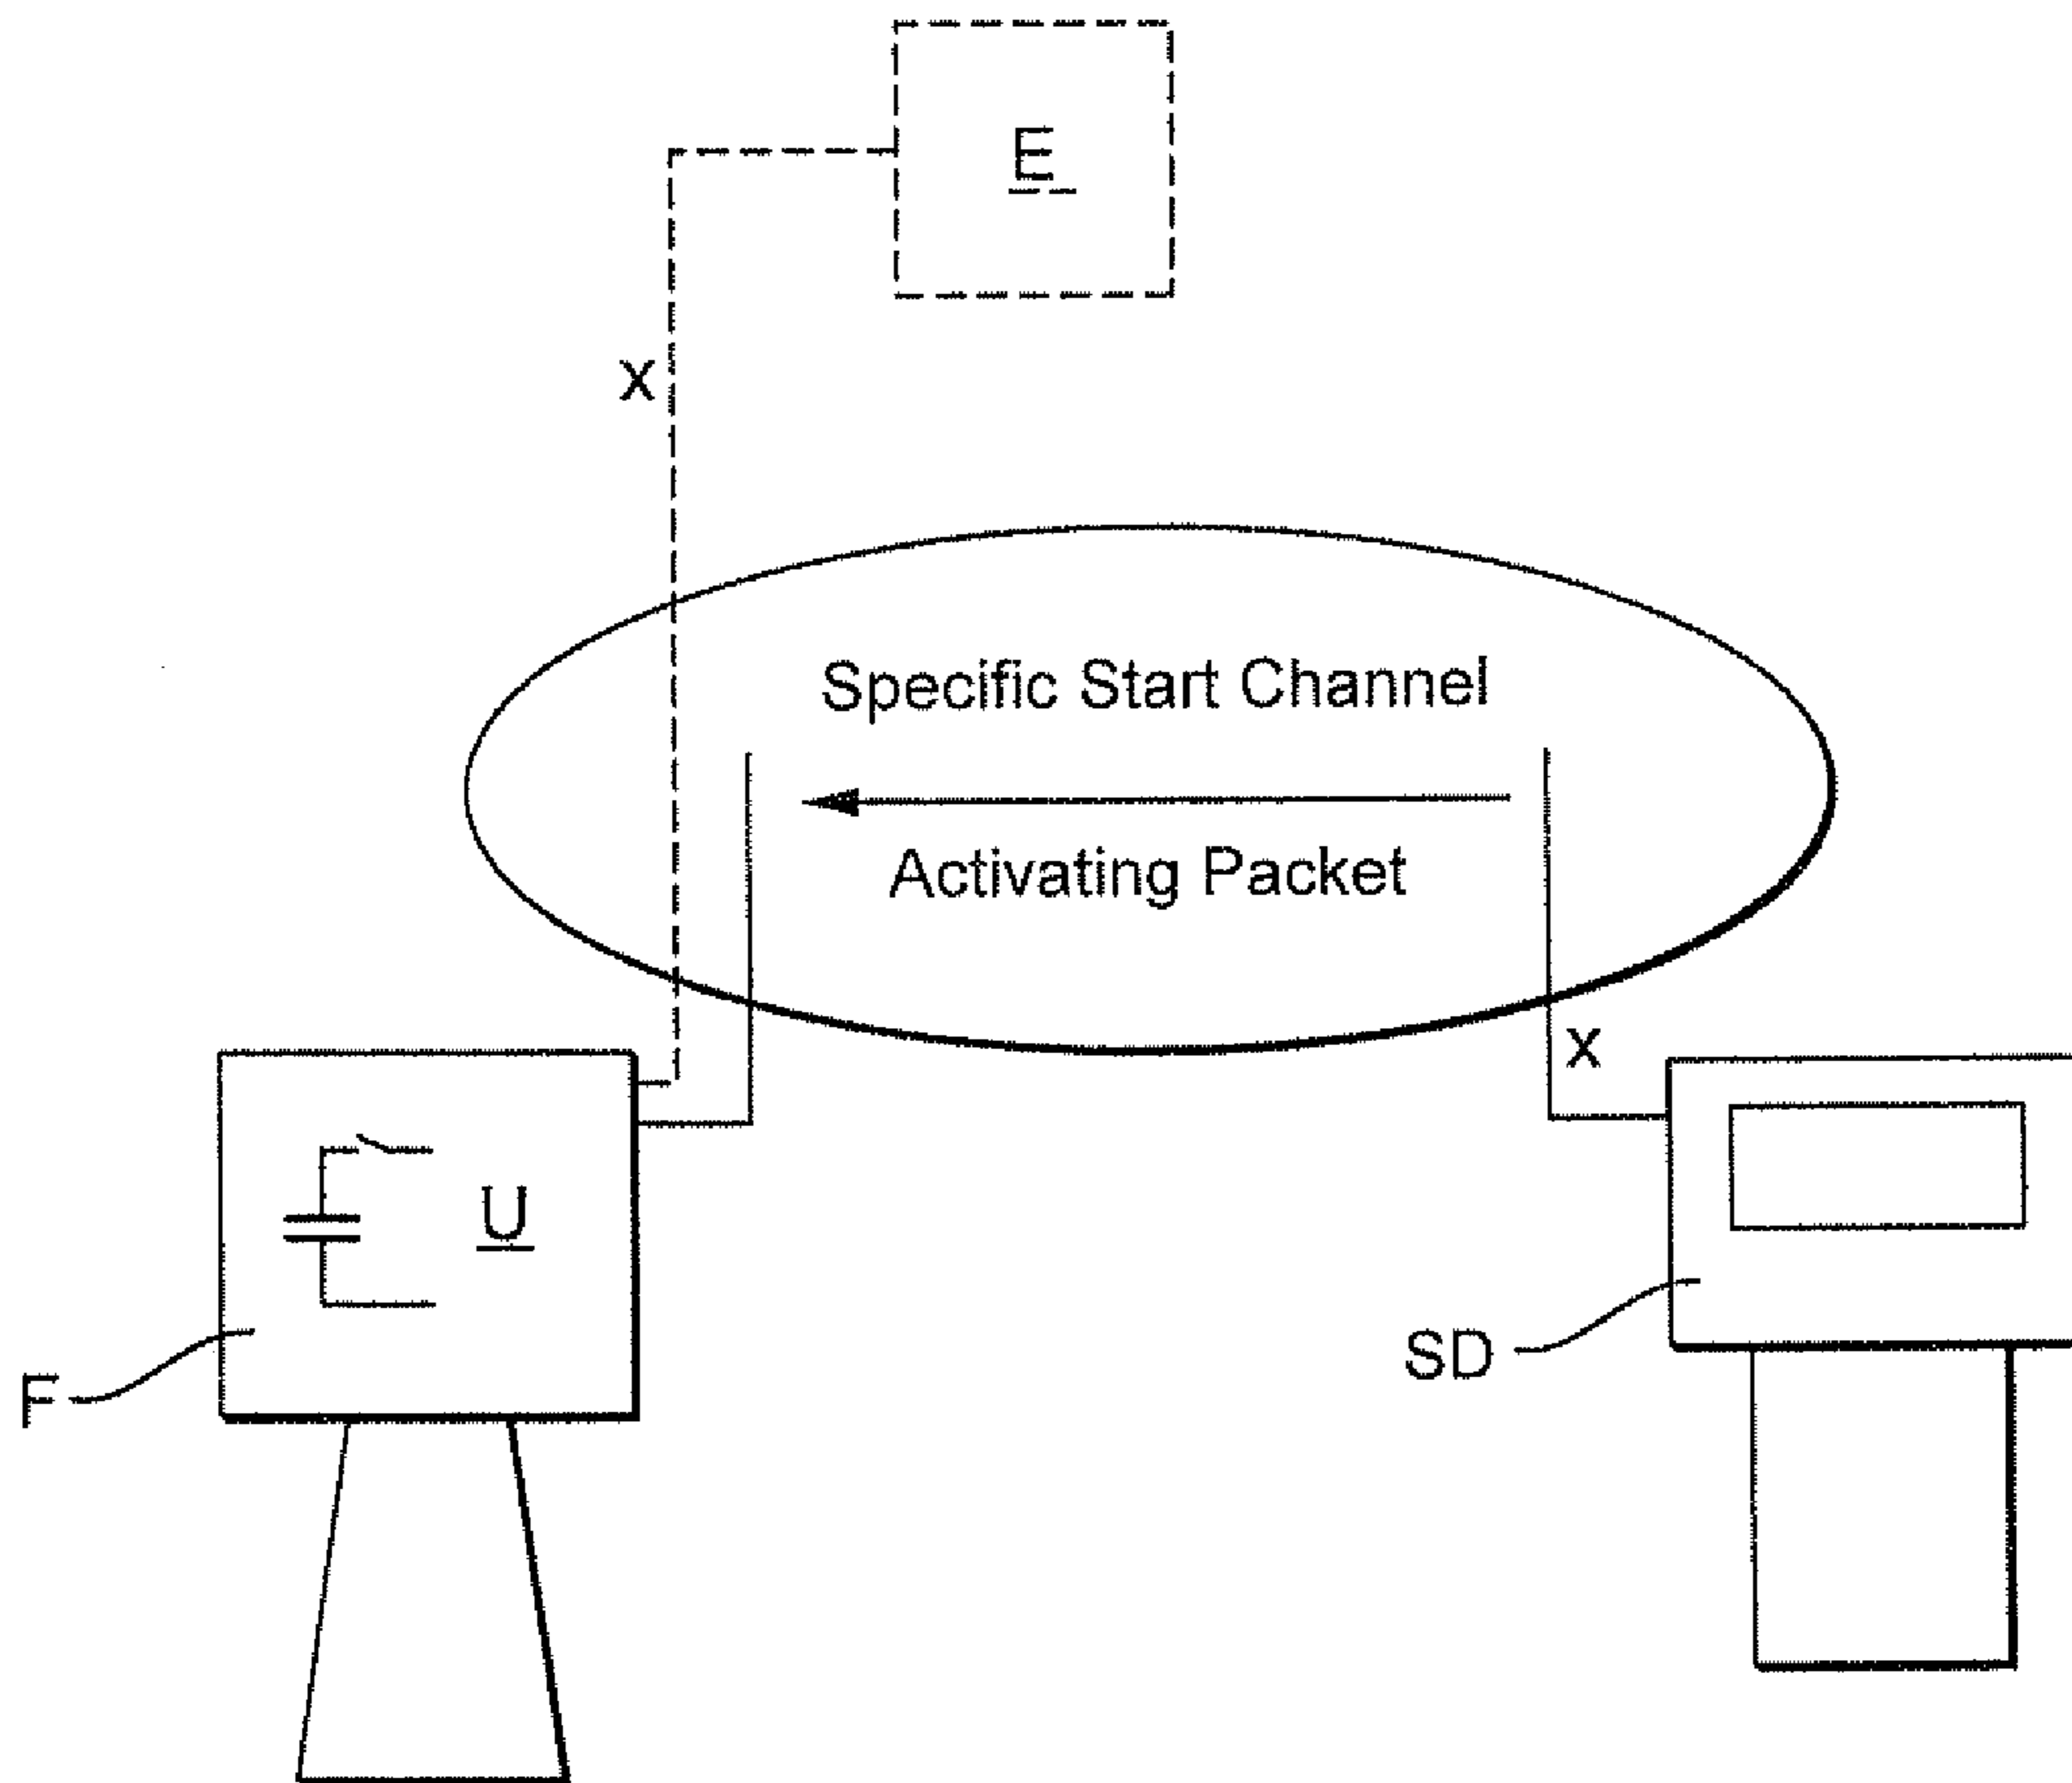 E
X
Specific Start Channel
Activating Packet
X
U
SD
F